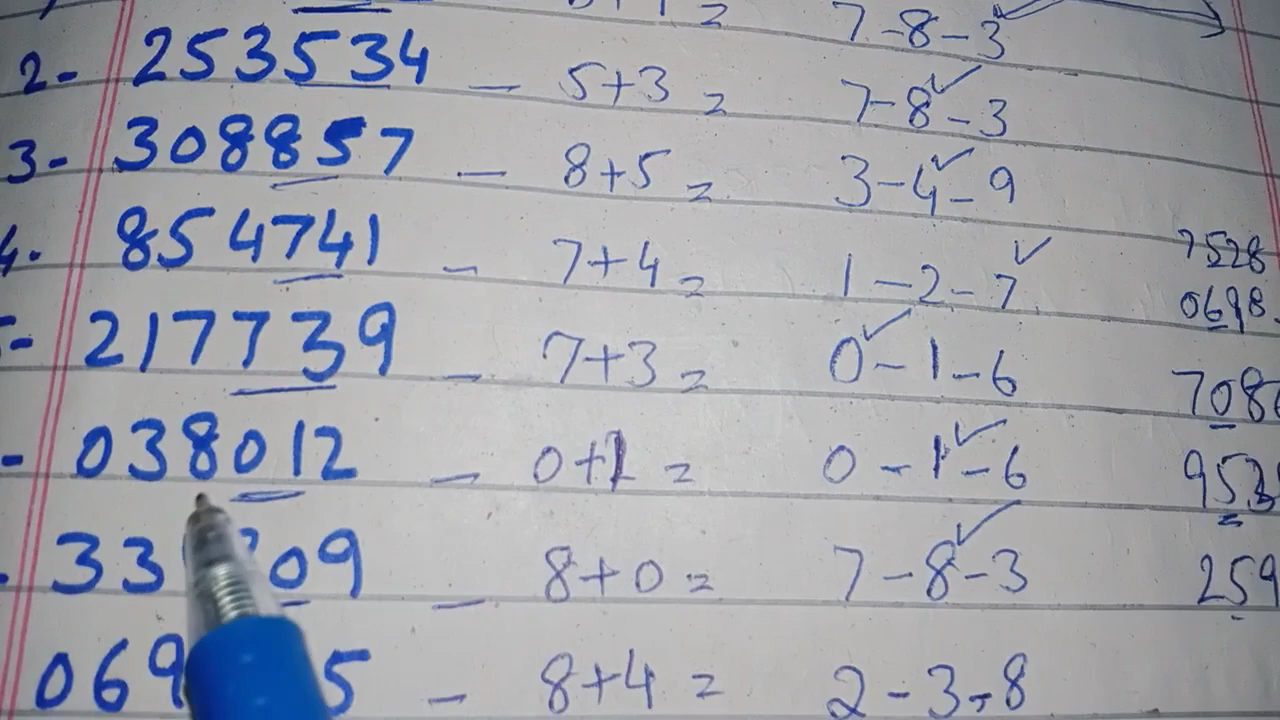 7-8-3
2- 253534 - 5+3 = 7-8-3
3- 308857 - 8+5 = 3-4-9
4. 854741 - 7+4 = 1-2-7 7528
0698
- 217739 - 7+3 = 0-1-6 708
- 038012 - 0+1 = 0-1-6 953
33 09 - 8+0 = 7-8-3 259
069 5 - 8+4 = 2-3-8